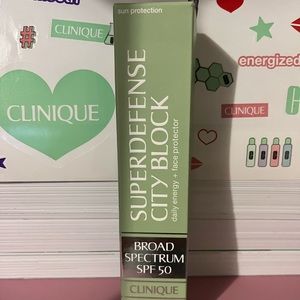 sun protection
#
CLINIQUE
energized
CLINIQUE
SUPERDEFENSE
CITY BLOCK
daily energy + face protector
BROAD
SPECTRUM
SPF 50
CLINIQUE